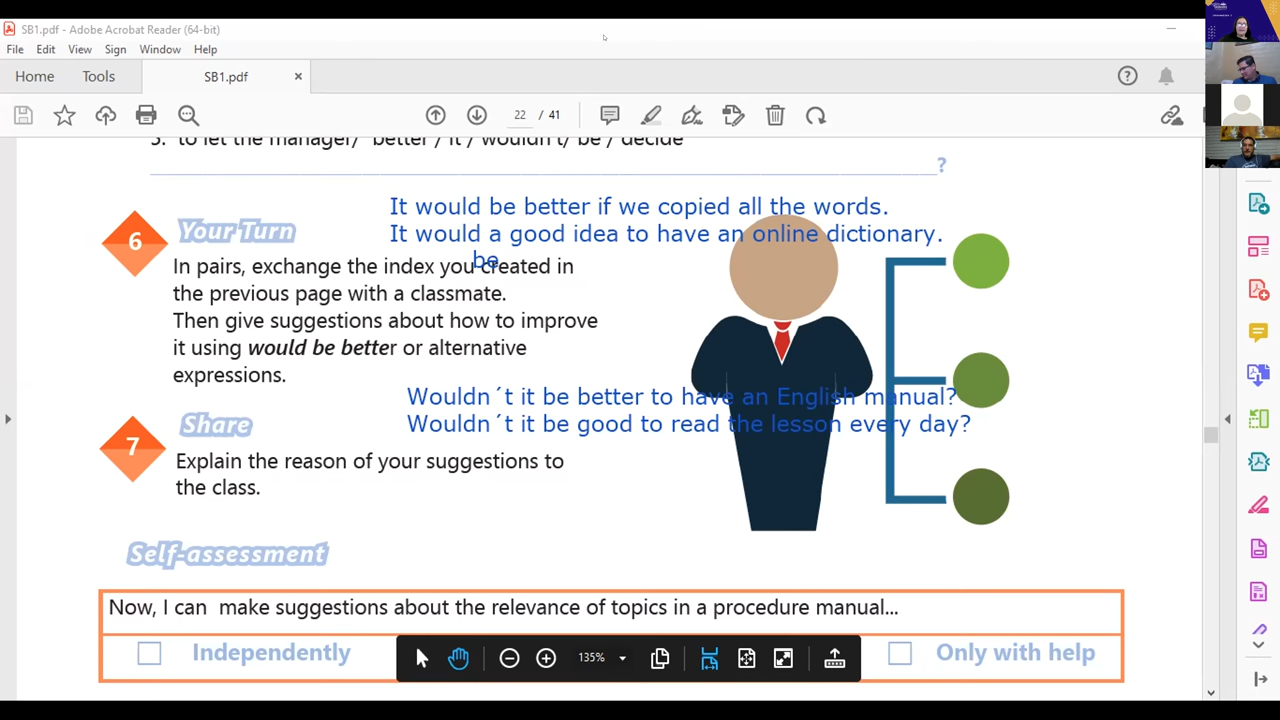 SB1.pdf - Adobe Acrobat Reader (64-bit)
File Edit View Sign Window Help
Home Tools SB1.pdf ×
22 / 41
to let the manager/ better / it / wouldn't/ be / decide
?
It would be better if we copied all the words.
It would a good idea to have an online dictionary.
be
6 Your Turn
In pairs, exchange the index you created in
the previous page with a classmate.
Then give suggestions about how to improve
it using would be better or alternative
expressions.
Wouldn´t it be better to have an English manual?
Wouldn´t it be good to read the lesson every day?
7 Share
Explain the reason of your suggestions to
the class.
Self-assessment
Now, I can make suggestions about the relevance of topics in a procedure manual...
Independently
135%
Only with help